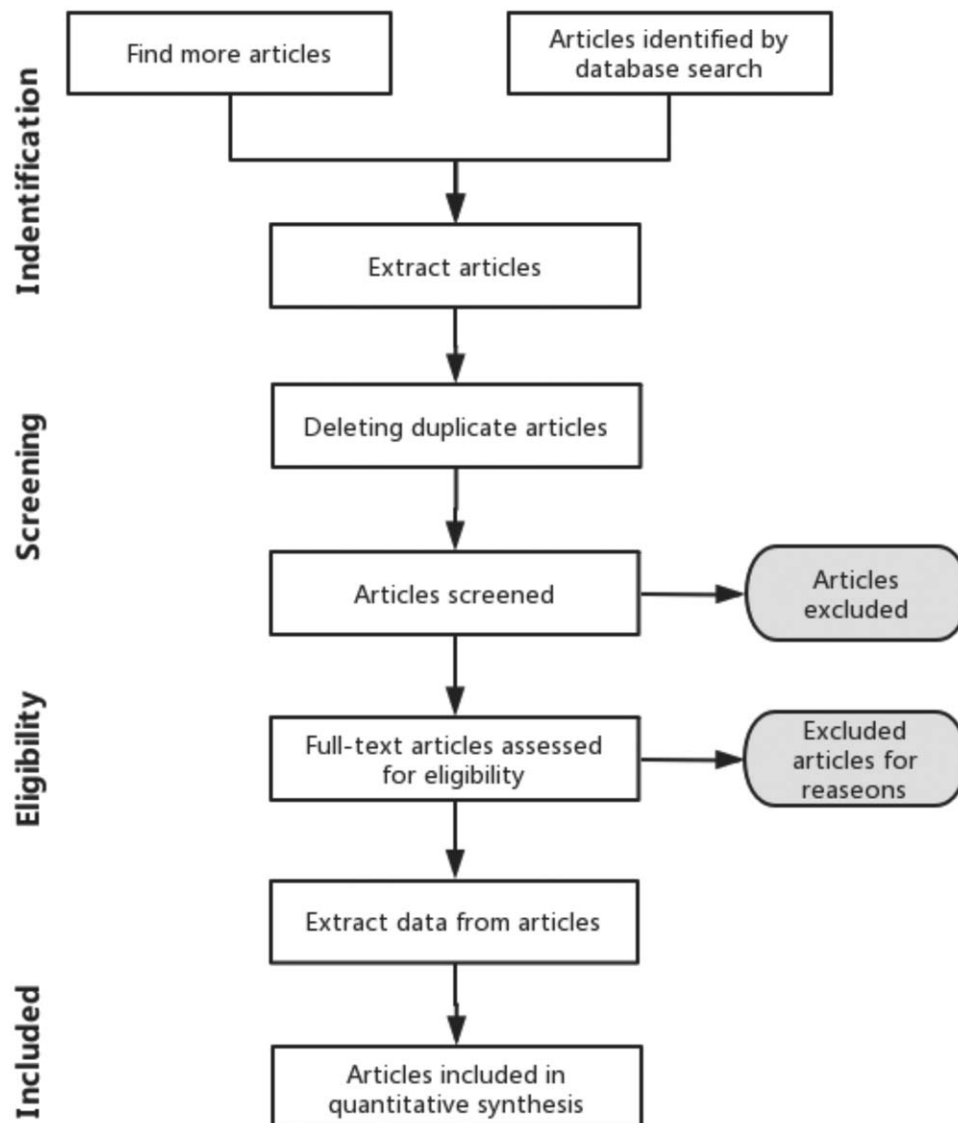 Find more articles
Articles identified by
database search
Indentification
Extract articles
Deleting duplicate articles
Screening
Articles screened
Articles
excluded
Eligibility
Full-text articles assessed
for eligibility
Excluded
articles for
reaseons
Extract data from articles
Included
Articles included in
quantitative synthesis